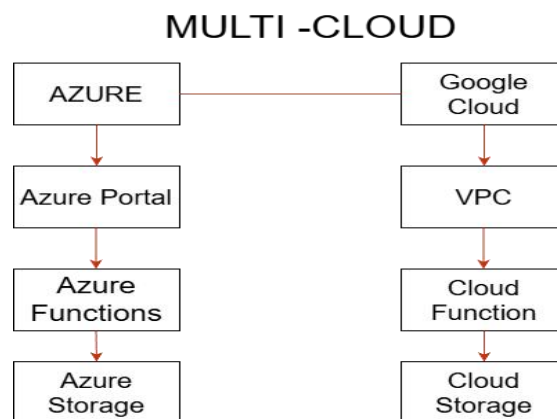 MULTI -CLOUD
AZURE
Google
Cloud
Azure Portal
VPC
Azure
Functions
Cloud
Function
Azure
Storage
Cloud
Storage